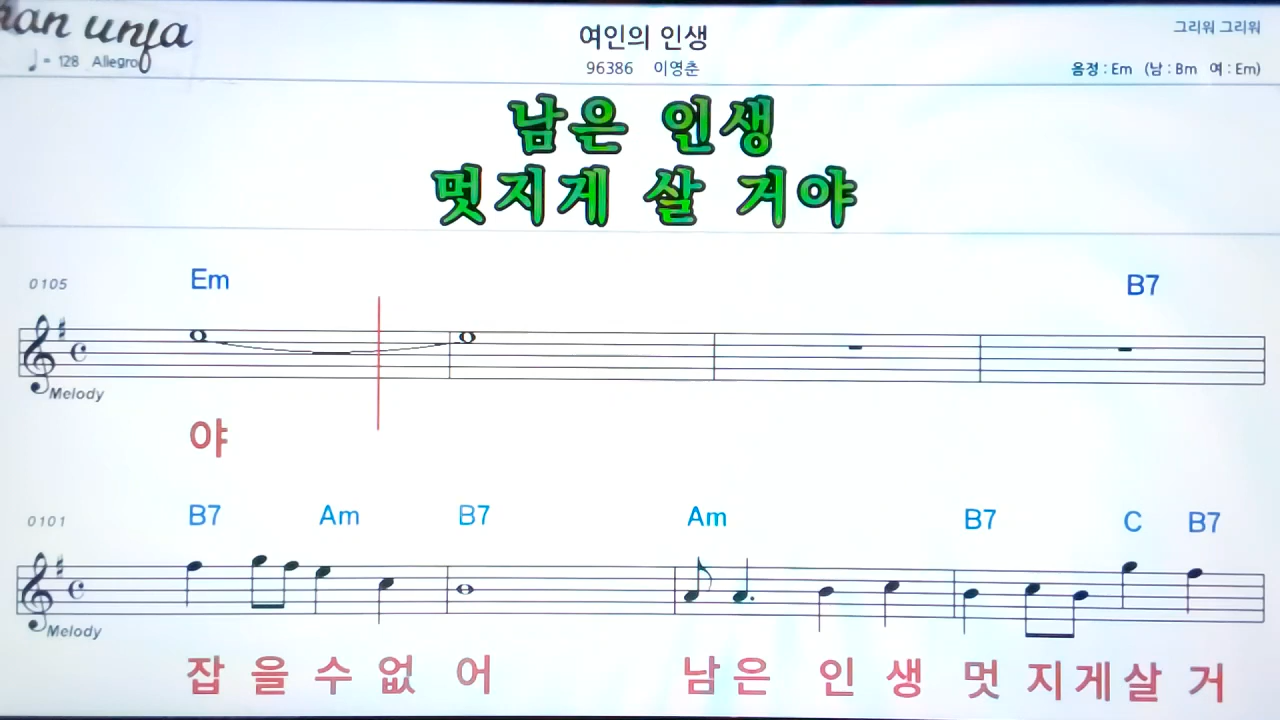 han unfa
♩= 128 Allegro
여인의 인생
96386 이영춘
그리워 그리워
음정 : Em (남 : Bm 여 : Em)
남은 인생
멋지게 살 거야
0105
Em B7
Melody
야
0101
B7 Am B7 Am B7 C B7
Melody
잡 을 수 없 어 남 은 인 생 멋 지 게 살 거